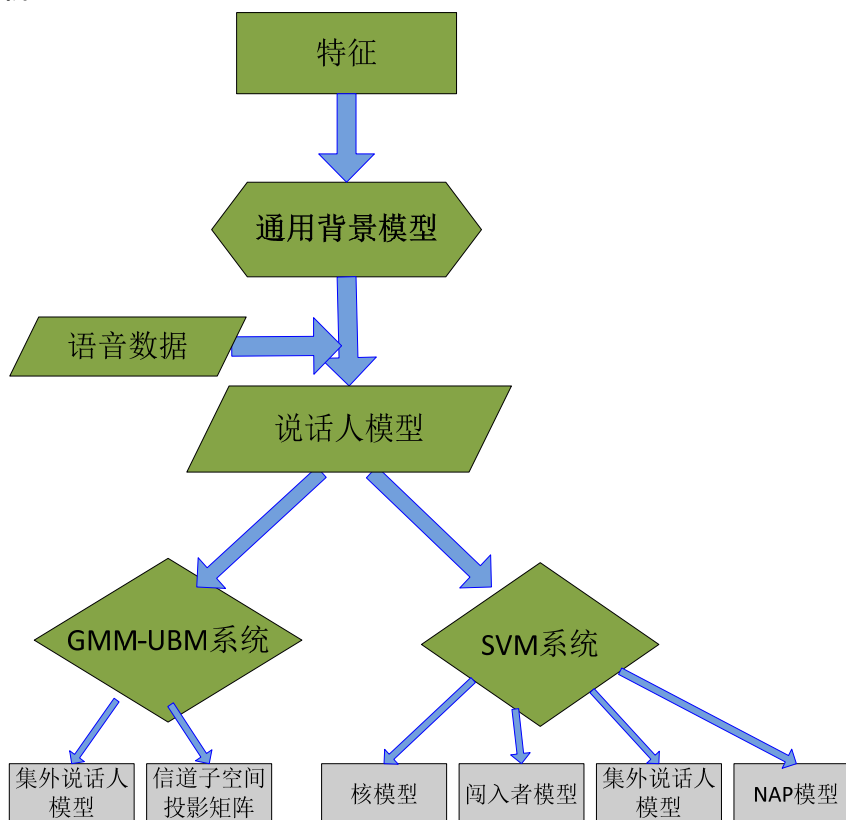 特征
通用背景模型
语音数据
说话人模型
GMM-UBM系统
SVM系统
集外说话人
模型
信道子空间
投影矩阵
核模型
闯入者模型
集外说话人
模型
NAP模型